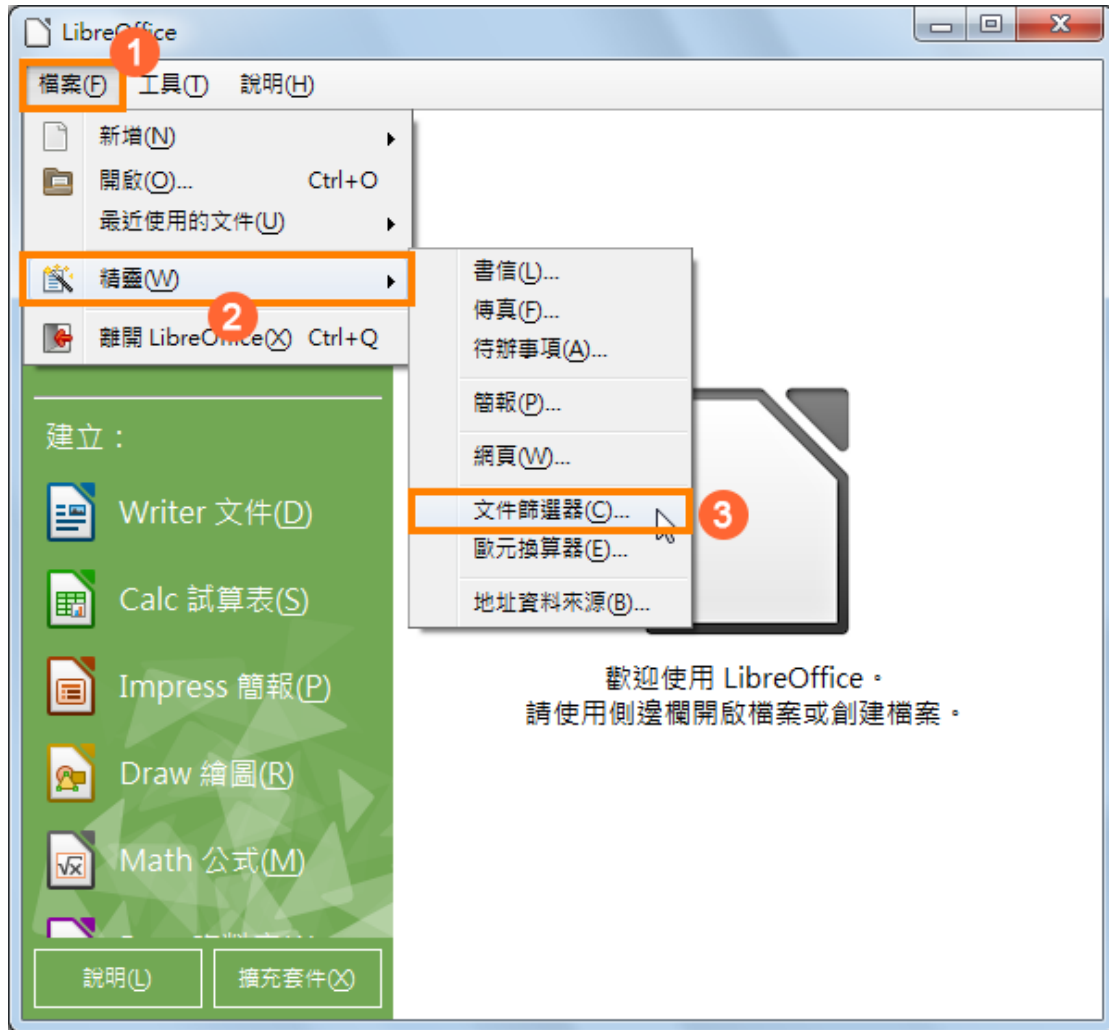 LibreOffice
1
檔案(F) 工具(T) 說明(H)
新增(N)
開啟(O)... Ctrl+O
最近使用的文件(U)
精靈(W)
2
離開 LibreOffice(X) Ctrl+Q
書信(L)...
傳真(F)...
待辦事項(A)...
簡報(P)...
網頁(W)...
文件篩選器(C)...
3
歐元換算器(E)...
地址資料來源(B)...
建立：
Writer 文件(D)
Calc 試算表(S)
Impress 簡報(P)
Draw 繪圖(R)
Math 公式(M)
說明(L) 擴充套件(X)
歡迎使用 LibreOffice。
請使用側邊欄開啟檔案或創建檔案。